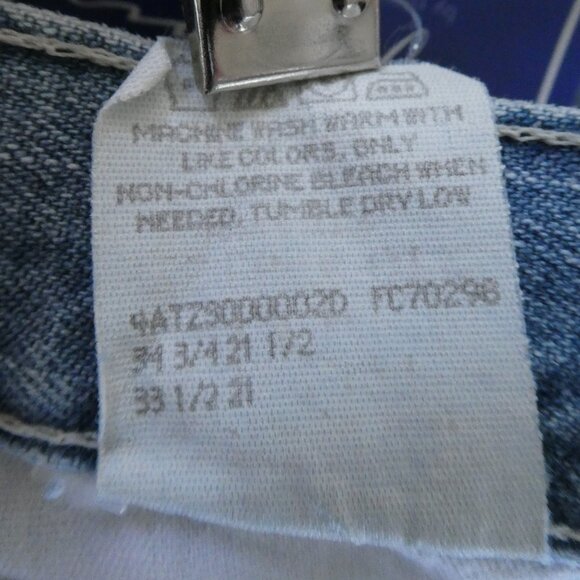 MACHINE WASH WARM WITH
LIKE COLORS, ONLY
NON-CHLORINE BLEACH WHEN
NEEDED, TUMBLE DRY LOW
FC70296
34 3/4 21 1/2
33 1/2 21